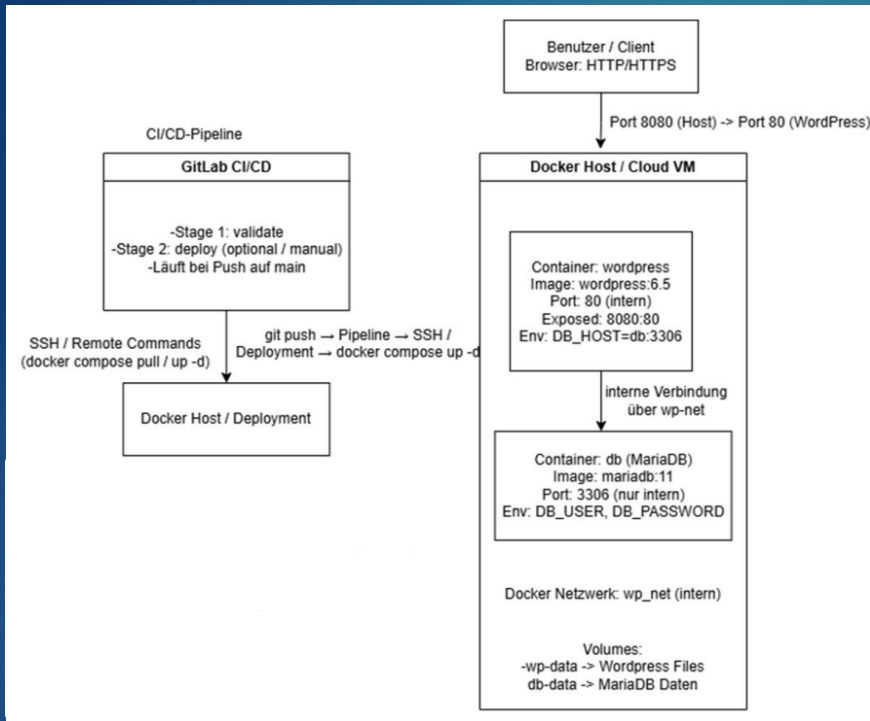 CI/CD-Pipeline
GitLab CI/CD
-Stage 1: validate
-Stage 2: deploy (optional / manual)
-Läuft bei Push auf main
SSH / Remote Commands
(docker compose pull / up -d)
git push → Pipeline → SSH /
Deployment → docker compose up -d
Docker Host / Deployment
Benutzer / Client
Browser: HTTP/HTTPS
Port 8080 (Host) -> Port 80 (WordPress)
Docker Host / Cloud VM
Container: wordpress
Image: wordpress:6.5
Port: 80 (intern)
Exposed: 8080:80
Env: DB_HOST=db:3306
interne Verbindung
über wp-net
Container: db (MariaDB)
Image: mariadb:11
Port: 3306 (nur intern)
Env: DB_USER, DB_PASSWORD
Docker Netzwerk: wp_net (intern)
Volumes:
-wp-data -> Wordpress Files
db-data -> MariaDB Daten